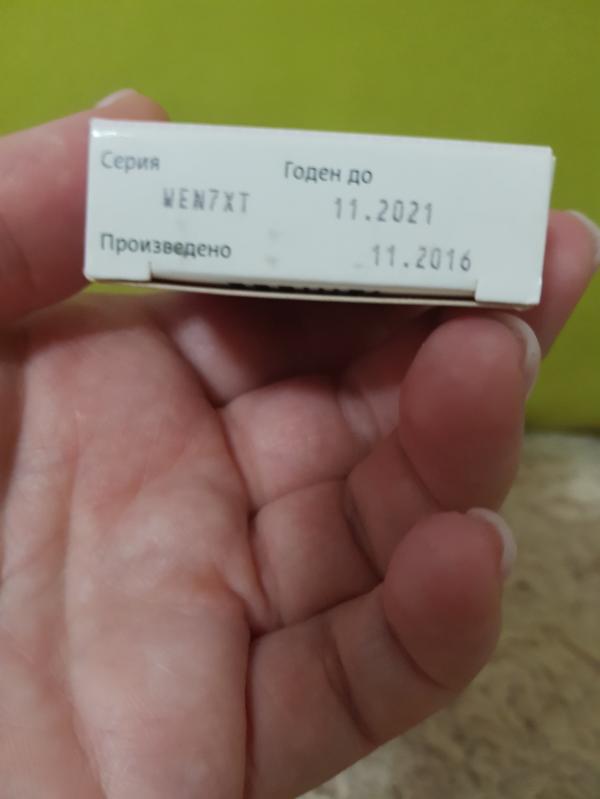 Серия Годен до
WEN7XT 11.2021
Произведено 11.2016